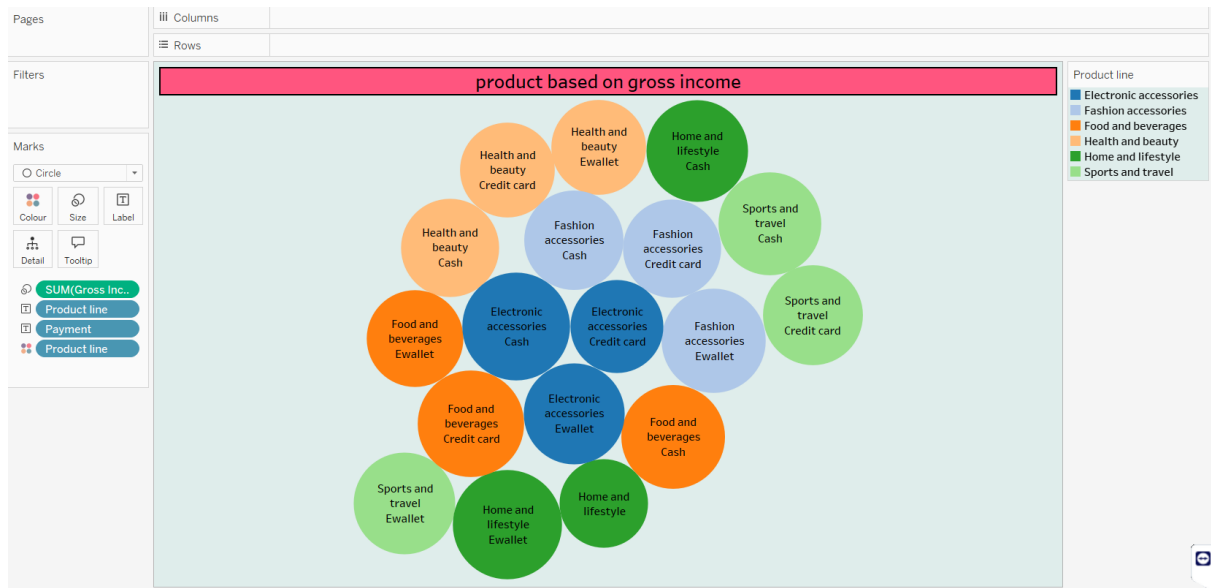 Pages
iii Columns
Rows
Filters
Marks
Circle
Colour
Size
Label
Detail
Tooltip
SUM(Gross Inc..
Product line
Payment
Product line
product based on gross income
Health and
beauty
Ewallet
Home and
lifestyle
Cash
Health and
beauty
Credit card
Sports and
travel
Cash
Fashion
accessories
Cash
Fashion
accessories
Credit card
Health and
beauty
Cash
Electronic
accessories
Cash
Electronic
accessories
Credit card
Sports and
travel
Credit card
Food and
beverages
Ewallet
Fashion
accessories
Ewallet
Electronic
accessories
Ewallet
Food and
beverages
Credit card
Food and
beverages
Cash
Sports and
travel
Ewallet
Home and
lifestyle
Ewallet
Home and
lifestyle
Product line
Electronic accessories
Fashion accessories
Food and beverages
Health and beauty
Home and lifestyle
Sports and travel